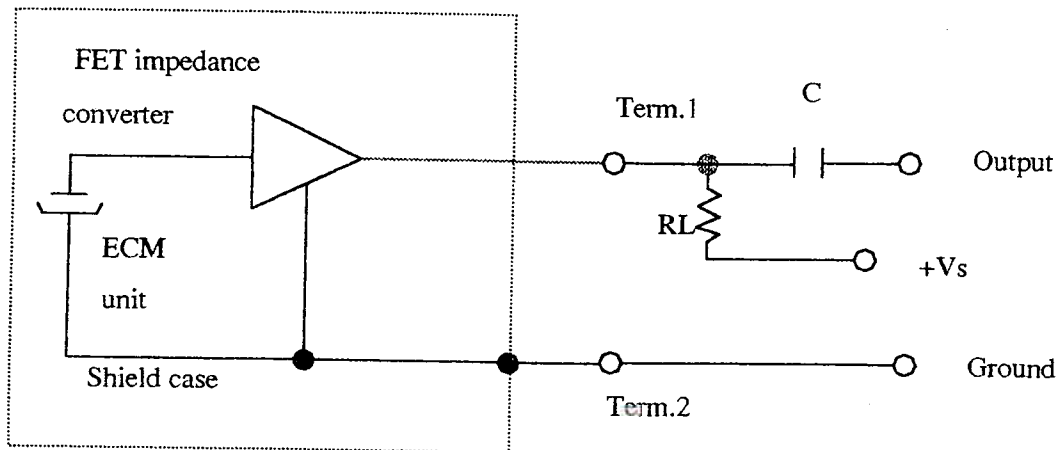 FET impedance
converter
ECM
unit
Shield case
Term.1
C
Output
RL
+Vs
Ground
Term.2